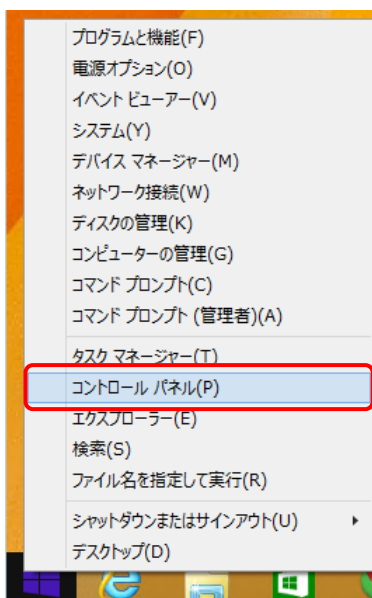 プログラムと機能(F)
電源オプション(O)
イベント ビューアー(V)
システム(Y)
デバイス マネージャー(M)
ネットワーク接続(W)
ディスクの管理(K)
コンピューターの管理(G)
コマンド プロンプト(C)
コマンド プロンプト (管理者)(A)
タスク マネージャー(T)
コントロール パネル(P)
エクスプローラー(E)
検索(S)
ファイル名を指定して実行(R)
シャットダウンまたはサインアウト(U)
デスクトップ(D)